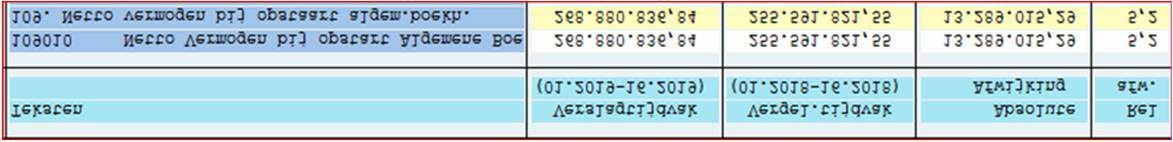 Teksten Verslagtijdvak Vergel.tijdvak Absolute Rel
(01.2019-16.2019) (01.2018-16.2018) Afwijking afw.
109010 Netto Vermogen bij opstart Algemene Boe 268.880.836,84 255.591.821,55 13.289.015,29 5,2
109. Netto vermogen bij opstaart algem.boekh. 268.880.836,84 255.591.821,55 13.289.015,29 5,2